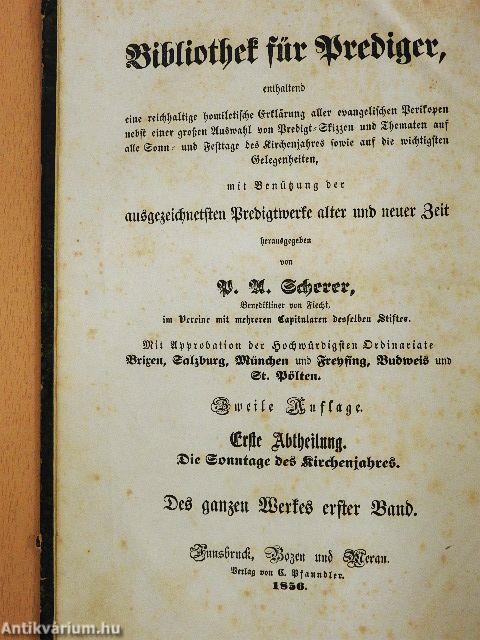 Bibliothek für Prediger,
enthaltend
eine reichhaltige homiletische Erklärung aller evangelischen Perikopen
nebst einer großen Auswahl von Predigt-Skizzen und Thematen auf
alle Sonn- und Festtage des Kirchenjahres sowie auf die wichtigsten
Gelegenheiten,
mit Benützung der
ausgezeichnetsten Predigtwerke alter und neuer Zeit
herausgegeben
von
P. A. Scherer,
Benediktiner von Fiecht,
im Vereine mit mehreren Capitularen desselben Stiftes.
Mit Approbation der Hochwürdigsten Ordinariate
Brixen, Salzburg, München und Freysing, Budweis und
St. Pölten.
Zweite Auflage.
Erste Abtheilung.
Die Sonntage des Kirchenjahres.
Des ganzen Werkes erster Band.
Innsbruck, Bozen und Meran.
Verlag von C. Pfaundler.
1856.
Antikvárium.hu